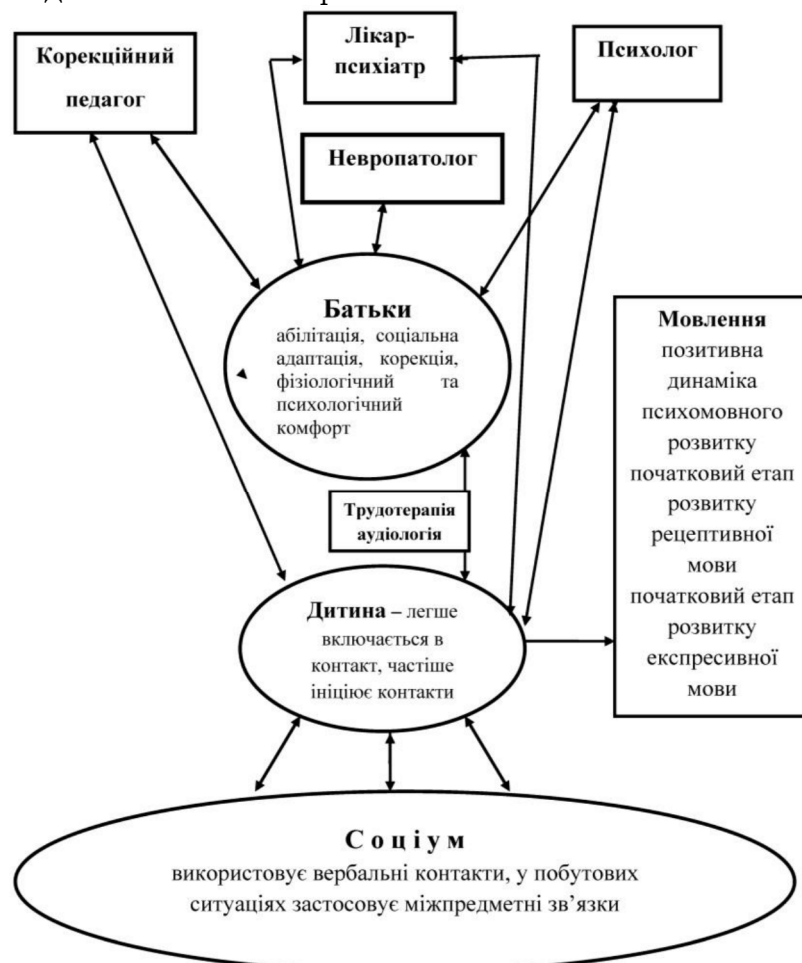 Корекційний
педагог
Лікар-
психіатр
Психолог
Невропатолог
Батьки
абілітація, соціальна
адаптація, корекція,
фізіологічний та
психологічний
комфорт
Мовлення
позитивна
динаміка
психомовного
розвитку
початковий етап
розвитку
рецептивної
мови
початковий етап
розвитку
експресивної
мови
Трудотерапія
аудіологія
Дитина – легше
включається в
контакт, частіше
ініціює контакти
Соціум
використовує вербальні контакти, у побутових
ситуаціях застосовує міжпредметні зв’язки